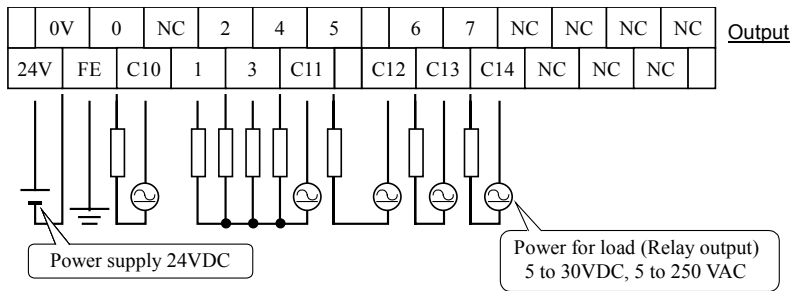 0V 0 NC 2 4 5 6 7 NC NC NC NC Output
24V FE C10 1 3 C11 C12 C13 C14 NC NC NC
Power supply 24VDC
Power for load (Relay output)
5 to 30VDC, 5 to 250 VAC